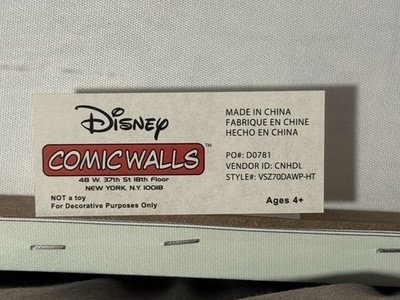 Disney
COMICWALLS™
48 W. 37th St 18th Floor
NEW YORK, N.Y. 10018
NOT a toy
For Decorative Purposes Only
MADE IN CHINA
FABRIQUE EN CHINE
HECHO EN CHINA
PO#: D0781
VENDOR ID: CNHDL
STYLE#: VSZ70DAWP-HT
Ages 4+